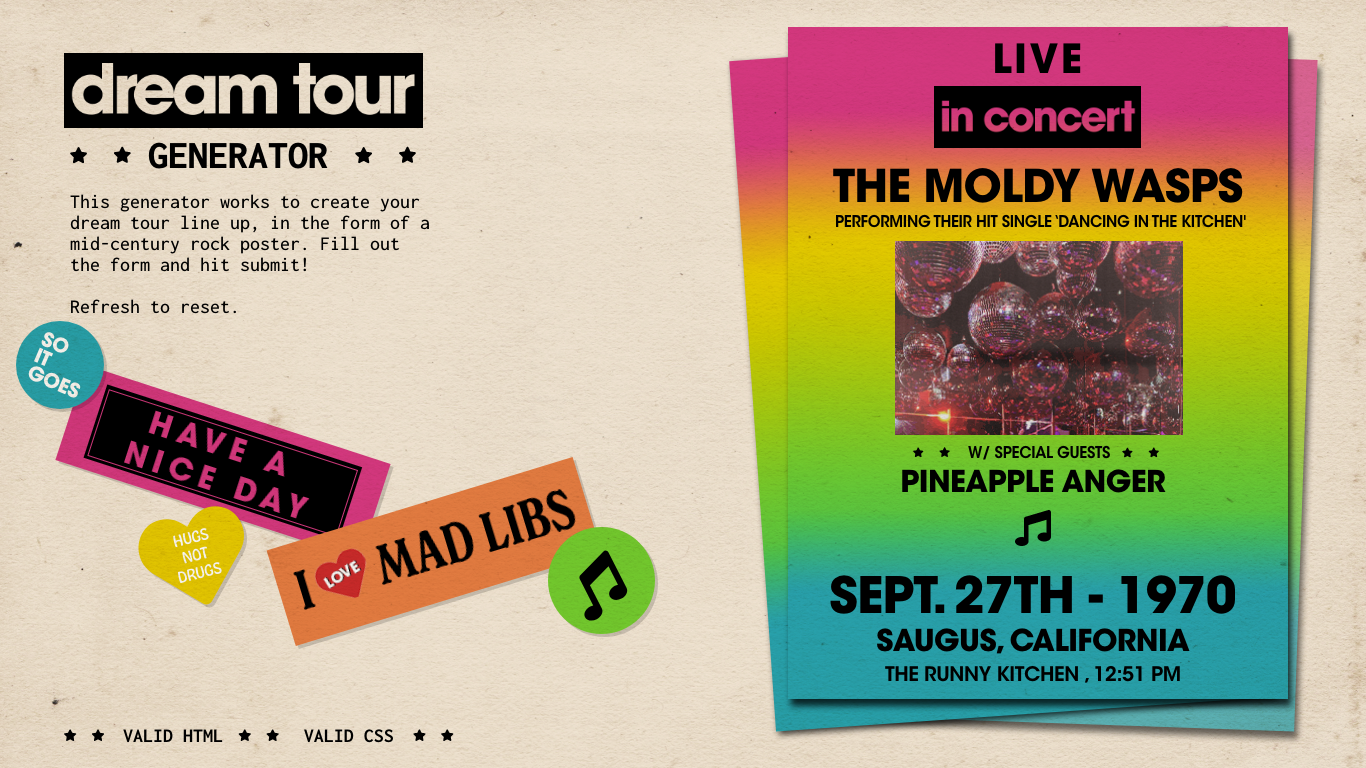 dream tour
GENERATOR
This generator works to create your
dream tour line up, in the form of a
mid-century rock poster. Fill out
the form and hit submit!
Refresh to reset.
SO
IT
GOES
HAVE A
NICE DAY
HUGS
NOT
DRUGS
I LOVE MAD LIBS
VALID HTML VALID CSS
LIVE
in concert
THE MOLDY WASPS
PERFORMING THEIR HIT SINGLE 'DANCING IN THE KITCHEN'
W/ SPECIAL GUESTS
PINEAPPLE ANGER
SEPT. 27TH - 1970
SAUGUS, CALIFORNIA
THE RUNNY KITCHEN , 12:51 PM